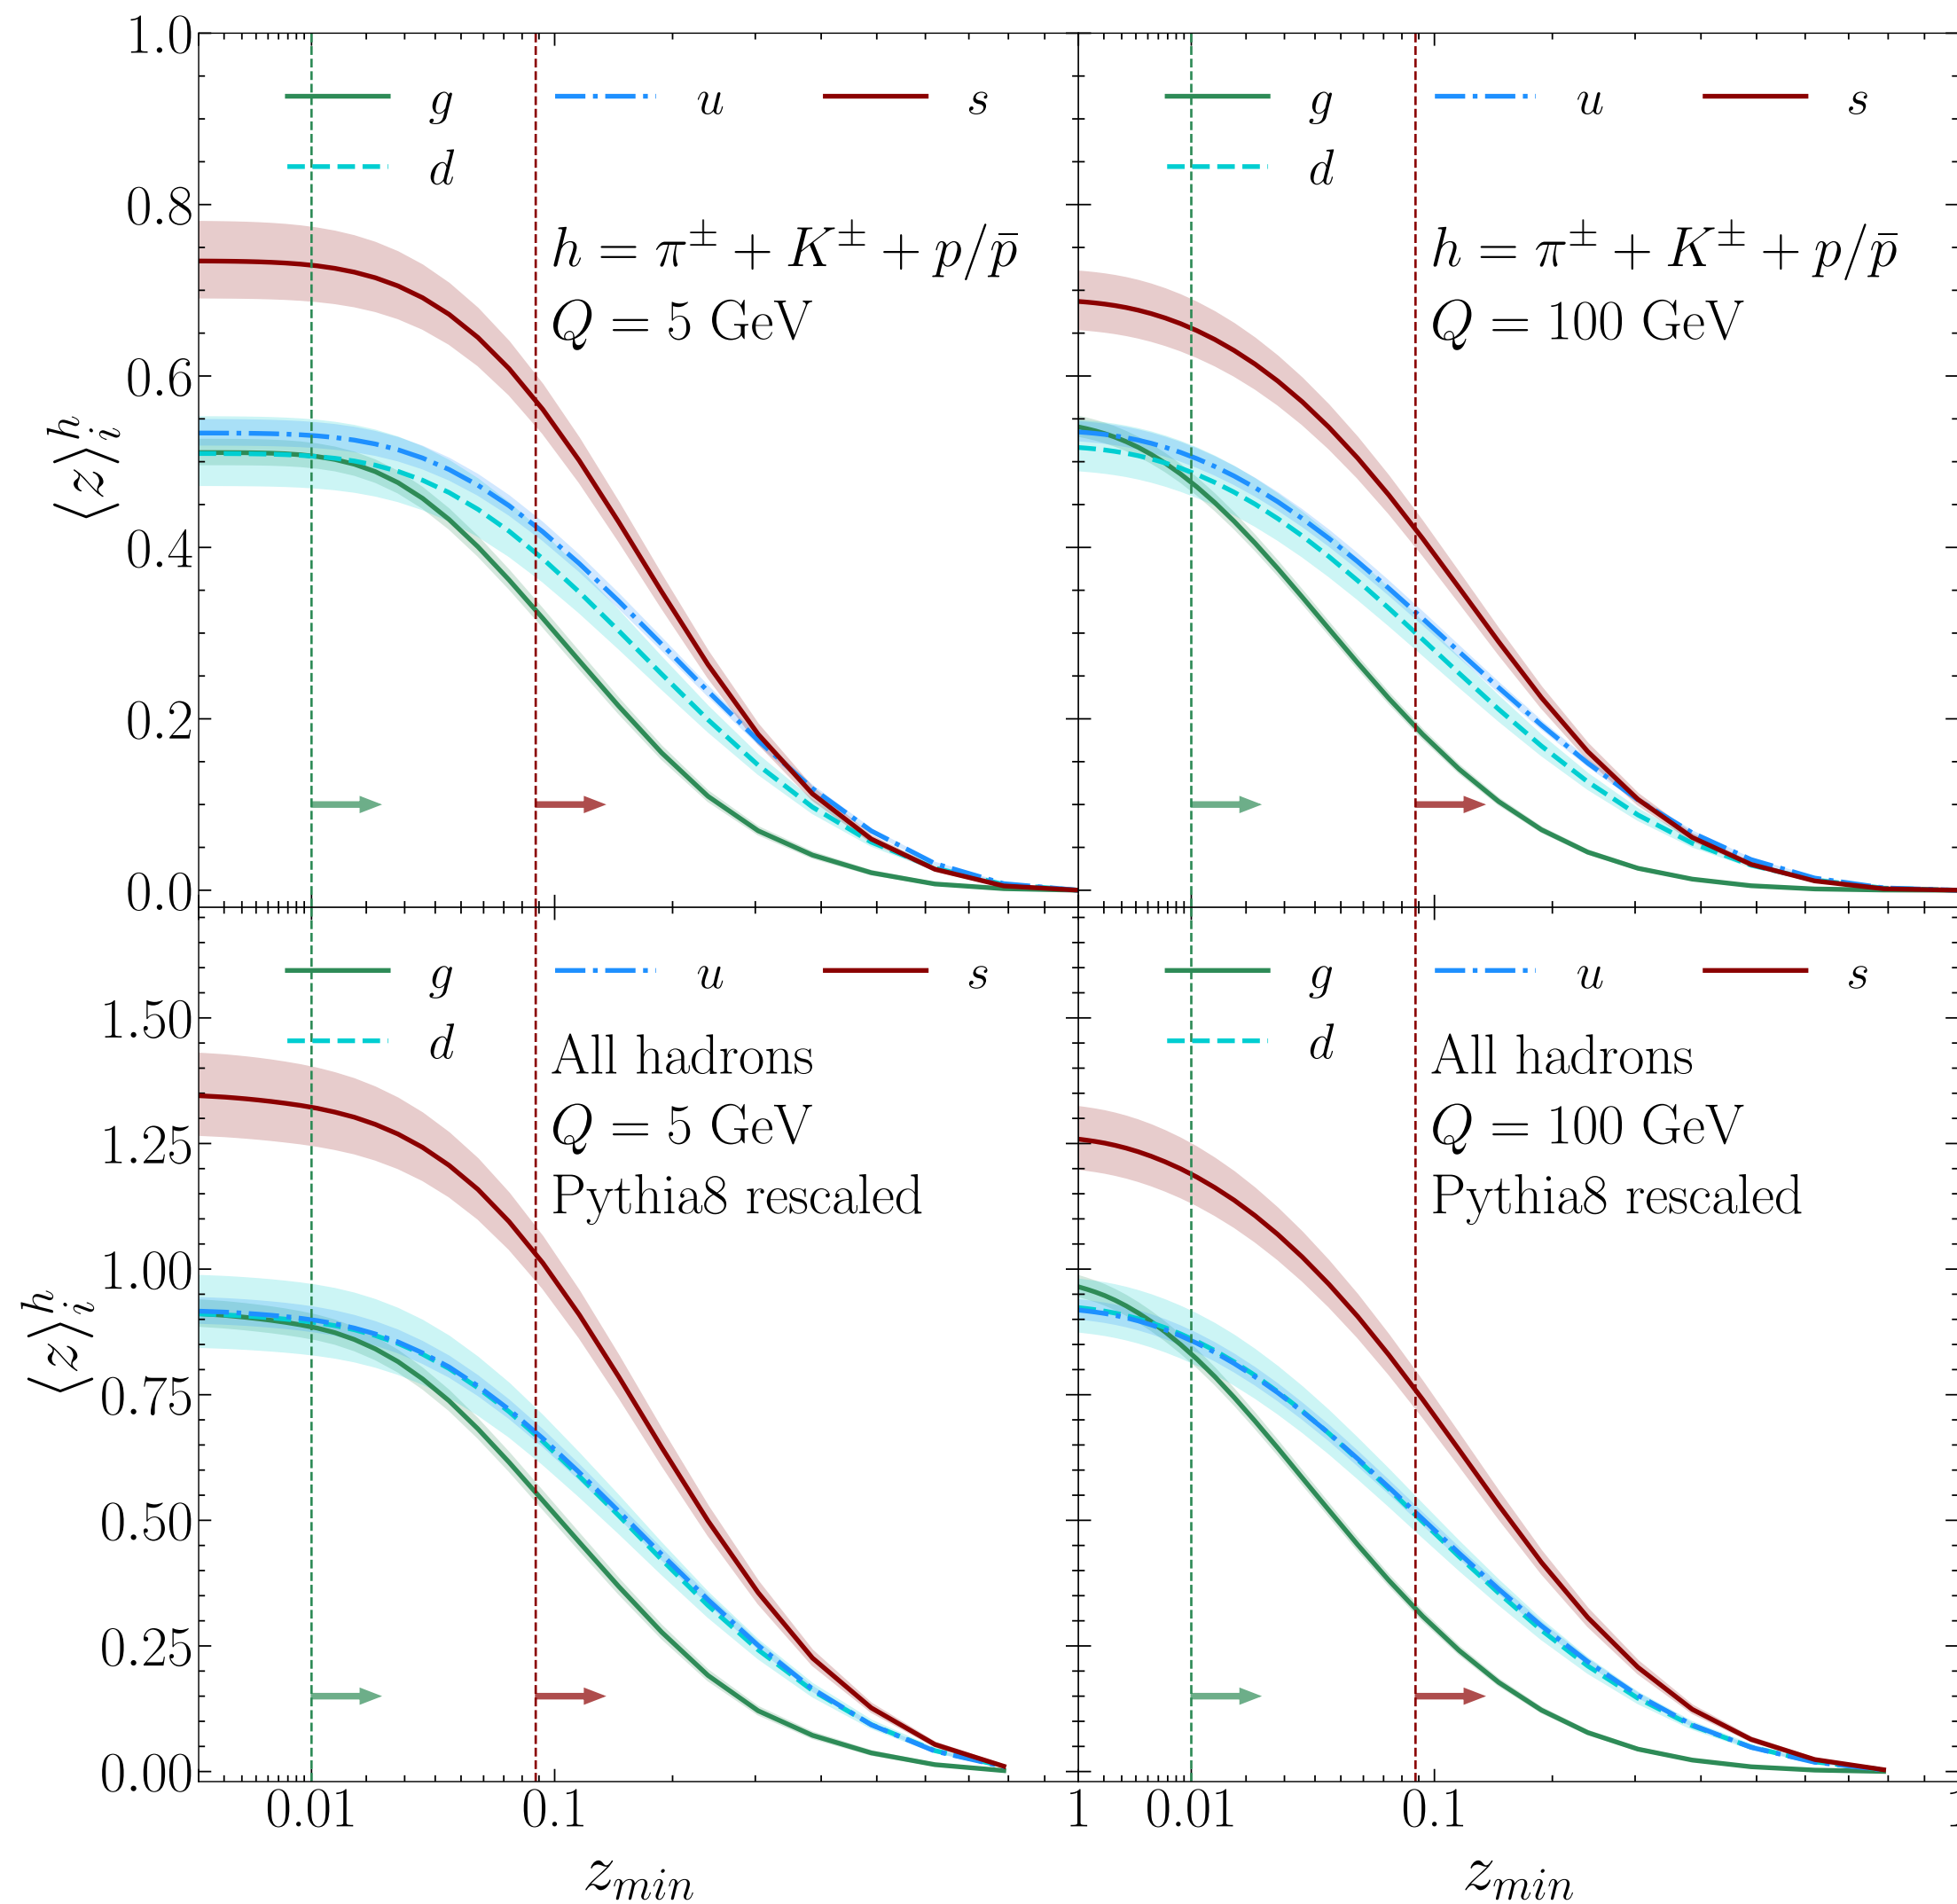 1.0
0.8
0.6
0.4
0.2
0.0
⟨z⟩_i^h
g u s
d
h = π^± + K^± + p/p̄
Q = 5 GeV
g u s
d
h = π^± + K^± + p/p̄
Q = 100 GeV
1.50
1.25
1.00
0.75
0.50
0.25
0.00
⟨z⟩_i^h
g u s
d
All hadrons
Q = 5 GeV
Pythia8 rescaled
g u s
d
All hadrons
Q = 100 GeV
Pythia8 rescaled
0.01 0.1 1 0.01 0.1
z_min z_min